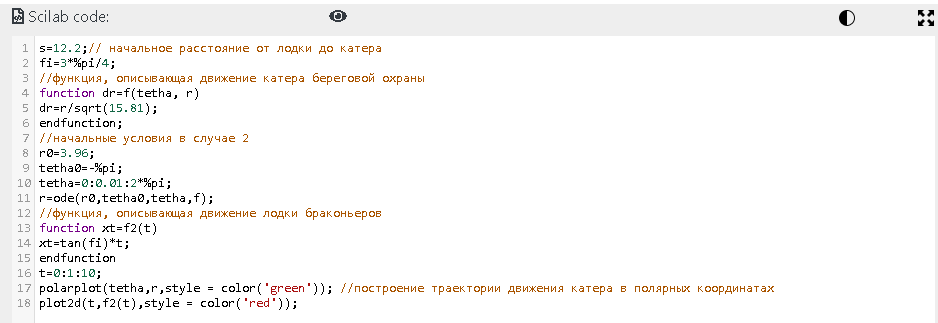 Scilab code:
1 s=12.2;// начальное расстояние от лодки до катера
2 fi=3*%pi/4;
3 //функция, описывающая движение катера береговой охраны
4 function dr=f(tetha, r)
5 dr=r/sqrt(15.81);
6 endfunction;
7 //начальные условия в случае 2
8 r0=3.96;
9 tetha0=-%pi;
10 tetha=0:0.01:2*%pi;
11 r=ode(r0,tetha0,tetha,f);
12 //функция, описывающая движение лодки браконьеров
13 function xt=f2(t)
14 xt=tan(fi)*t;
15 endfunction
16 t=0:1:10;
17 polarplot(tetha,r,style = color('green')); //построение траектории движения катера в полярных координатах
18 plot2d(t,f2(t),style = color('red'));